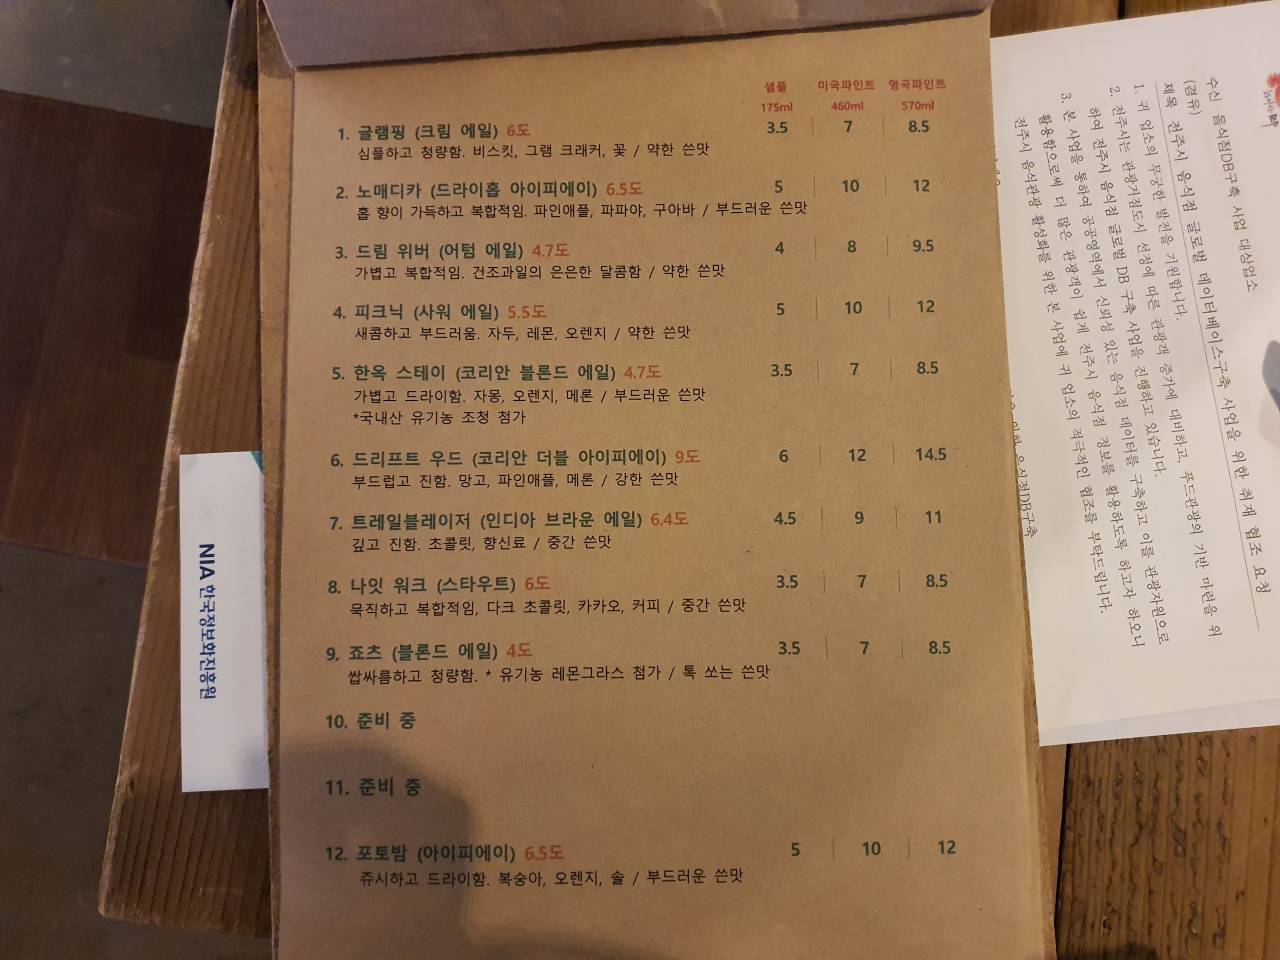 샘플 미국파인트 영국파인트
175ml 460ml 570ml
1. 글램핑 (크림 에일) 6도 3.5 7 8.5
심플하고 청량함. 비스킷, 그램 크래커, 꽃 / 약한 쓴맛
2. 노매디카 (드라이홉 아이피에이) 6.5도 5 10 12
홉 향이 가득하고 복합적임. 파인애플, 파파야, 구아바 / 부드러운 쓴맛
3. 드림 위버 (어텀 에일) 4.7도 4 8 9.5
가볍고 복합적임. 건조과일의 은은한 달콤함 / 약한 쓴맛
4. 피크닉 (사워 에일) 5.5도 5 10 12
새콤하고 부드러움. 자두, 레몬, 오렌지 / 약한 쓴맛
5. 한옥 스테이 (코리안 블론드 에일) 4.7도 3.5 7 8.5
가볍고 드라이함. 자몽, 오렌지, 메론 / 부드러운 쓴맛
*국내산 유기농 조청 첨가
6. 드리프트 우드 (코리안 더블 아이피에이) 9도 6 12 14.5
부드럽고 진함. 망고, 파인애플, 메론 / 강한 쓴맛
7. 트레일블레이저 (인디아 브라운 에일) 6.4도 4.5 9 11
깊고 진함. 초콜릿, 향신료 / 중간 쓴맛
8. 나잇 워크 (스타우트) 6도 3.5 7 8.5
묵직하고 복합적임, 다크 초콜릿, 카카오, 커피 / 중간 쓴맛
9. 죠츠 (블론드 에일) 4도 3.5 7 8.5
쌉싸름하고 청량함. * 유기농 레몬그라스 첨가 / 톡 쏘는 쓴맛
10. 준비 중
11. 준비 중
12. 포토밤 (아이피에이) 6.5도 5 10 12
쥬시하고 드라이함. 복숭아, 오렌지, 솔 / 부드러운 쓴맛
NIA 한국정보화진흥원
수신 음식점DB구축 사업 대상업소
(경유)
제목 전주시 음식점 글로벌 데이터베이스구축 사업을 위한 취재 협조 요청
1. 귀 업소의 무궁한 발전을 기원합니다.
2. 전주시는 관광거점도시 선정에 따른 관광객 증가에 대비하고, 푸드관광의 기반 마련을 위
하여 전주시 음식점 글로벌 DB 구축 사업을 진행하고 있습니다.
3. 본 사업을 통하여 공공영역에서 신뢰성 있는 음식점 데이터를 구축하고 이를 관광자원으로
활용함으로써 더 많은 관광객이 쉽게 전주시 음식점 정보를 활용하도록 하고자 하오니
전주시 음식관광 활성화를 위한 본 사업에 귀 업소의 적극적인 협조를 부탁드립니다.
음식점DB구축